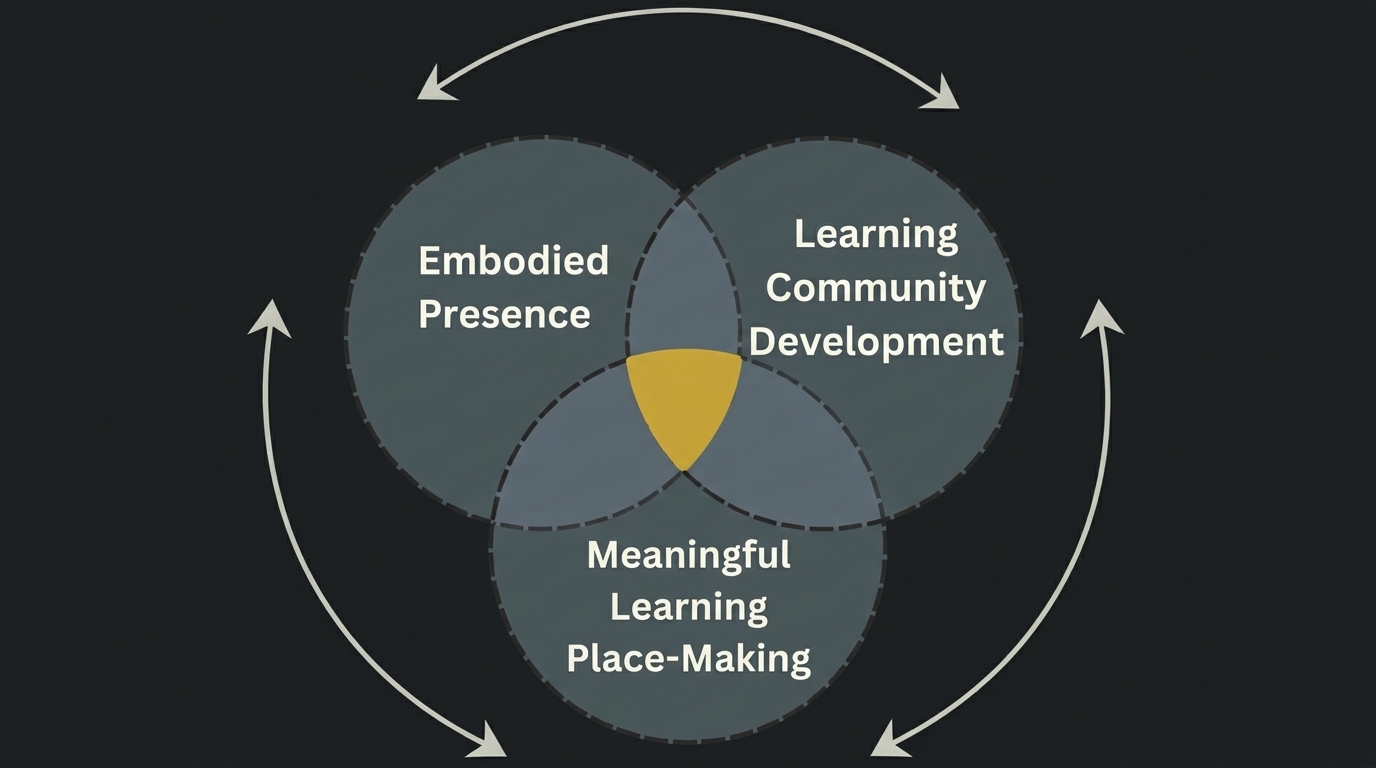 Embodied
Presence
Learning
Community
Development
Meaningful
Learning
Place-Making